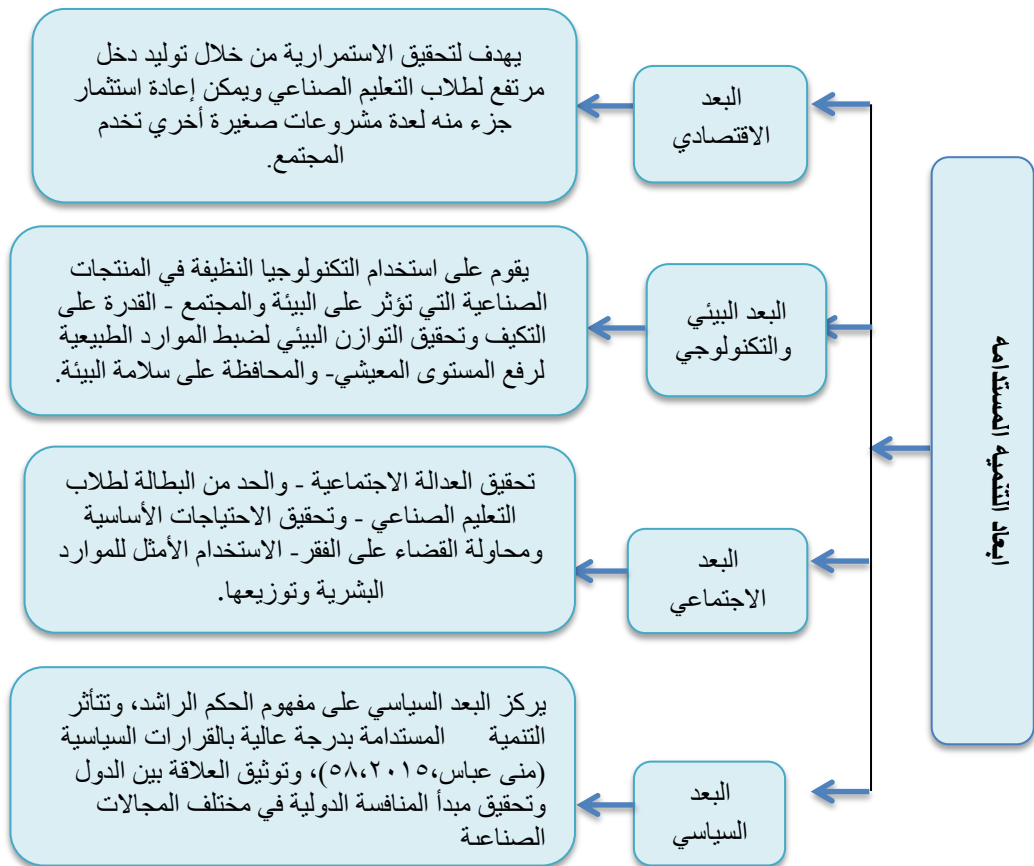 ابعاد التنميه المستدامه
البعد
الاقتصادي
يهدف لتحقيق الاستمرارية من خلال توليد دخل
مرتفع لطلاب التعليم الصناعي ويمكن إعادة استثمار
جزء منه لعدة مشروعات صغيرة أخري تخدم
المجتمع.
البعد البيئي
والتكنولوجي
يقوم على استخدام التكنولوجيا النظيفة في المنتجات
الصناعية التي تؤثر على البيئة والمجتمع - القدرة على
التكيف وتحقيق التوازن البيئي لضبط الموارد الطبيعية
لرفع المستوى المعيشي- والمحافظة على سلامة البيئة.
البعد
الاجتماعي
تحقيق العدالة الاجتماعية - والحد من البطالة لطلاب
التعليم الصناعي - وتحقيق الاحتياجات الأساسية
ومحاولة القضاء على الفقر- الاستخدام الأمثل للموارد
البشرية وتوزيعها.
البعد
السياسي
يركز البعد السياسي على مفهوم الحكم الراشد، وتتأثر
التنمية المستدامة بدرجة عالية بالقرارات السياسية
(منى عباس،٥٨،٢٠١٥)، وتوثيق العلاقة بين الدول
وتحقيق مبدأ المنافسة الدولية في مختلف المجالات
الصناعية